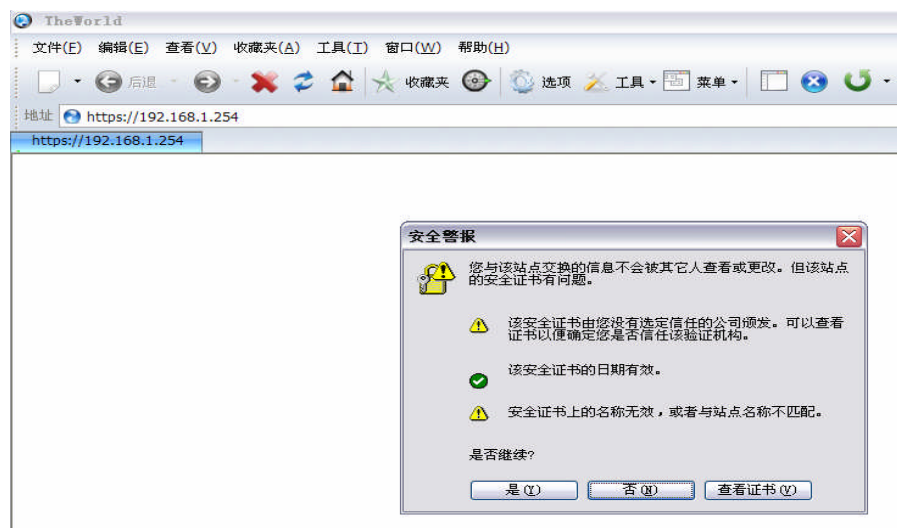 TheWorld
文件(F) 编辑(E) 查看(V) 收藏夹(A) 工具(T) 窗口(W) 帮助(H)
后退 收藏夹 选项 工具 菜单
地址 https://192.168.1.254
https://192.168.1.254
安全警报
您与该站点交换的信息不会被其它人查看或更改。但该站点
的安全证书有问题。
该安全证书由您没有选定信任的公司颁发。可以查看
证书以便确定您是否信任该验证机构。
该安全证书的日期有效。
安全证书上的名称无效，或者与站点名称不匹配。
是否继续?
是(Y) 否(N) 查看证书(V)